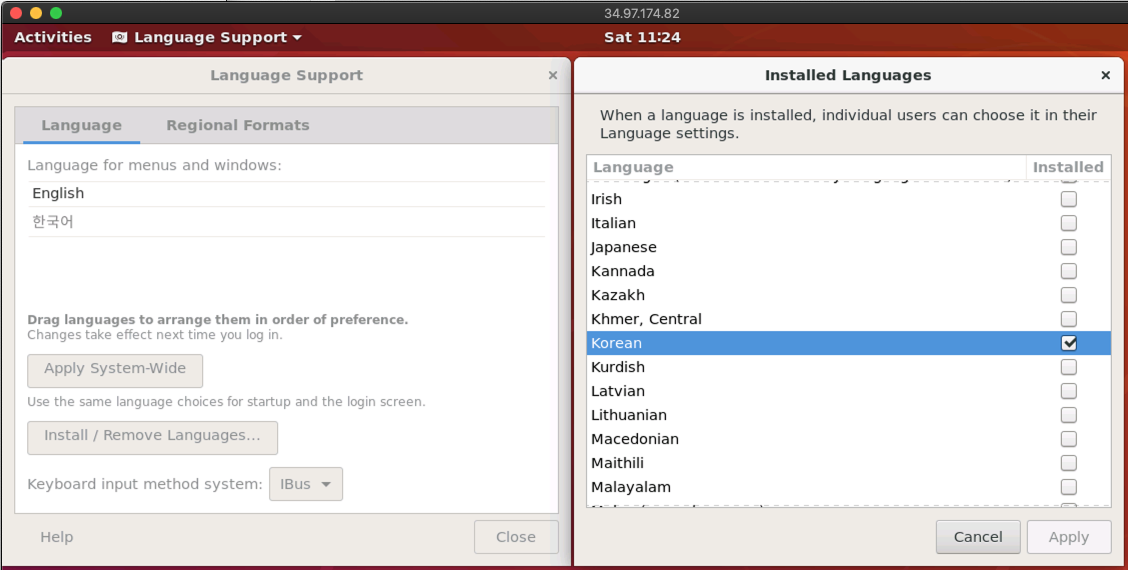 34.97.174.82
Activities Language Support Sat 11:24
Language Support
Language Regional Formats
Language for menus and windows:
English
한국어
Drag languages to arrange them in order of preference.
Changes take effect next time you log in.
Apply System-Wide
Use the same language choices for startup and the login screen.
Install / Remove Languages...
Keyboard input method system: IBus
Help Close
Installed Languages
When a language is installed, individual users can choose it in their
Language settings.
Language Installed
Irish
Italian
Japanese
Kannada
Kazakh
Khmer, Central
Korean
Kurdish
Latvian
Lithuanian
Macedonian
Maithili
Malayalam
Cancel Apply